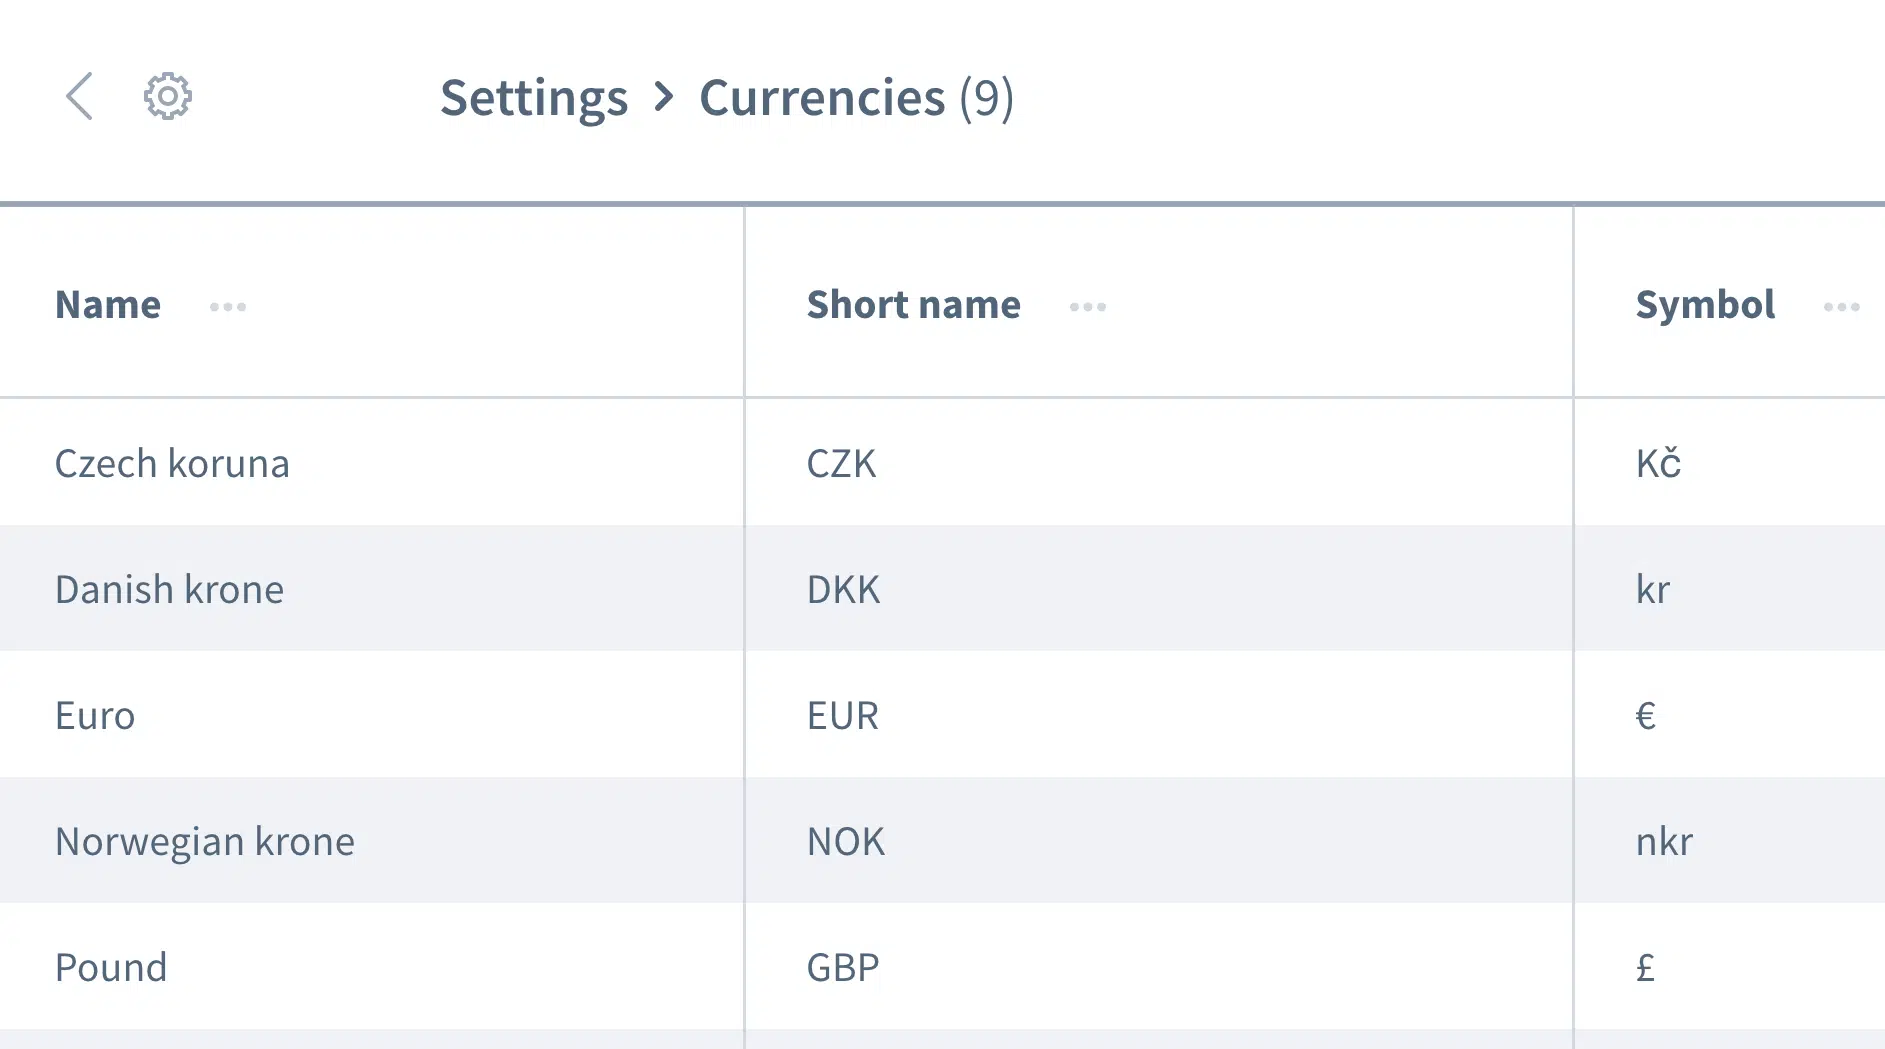 Settings > Currencies (9)
Name ... Short name ... Symbol ...
Czech koruna CZK Kč
Danish krone DKK kr
Euro EUR €
Norwegian krone NOK nkr
Pound GBP £